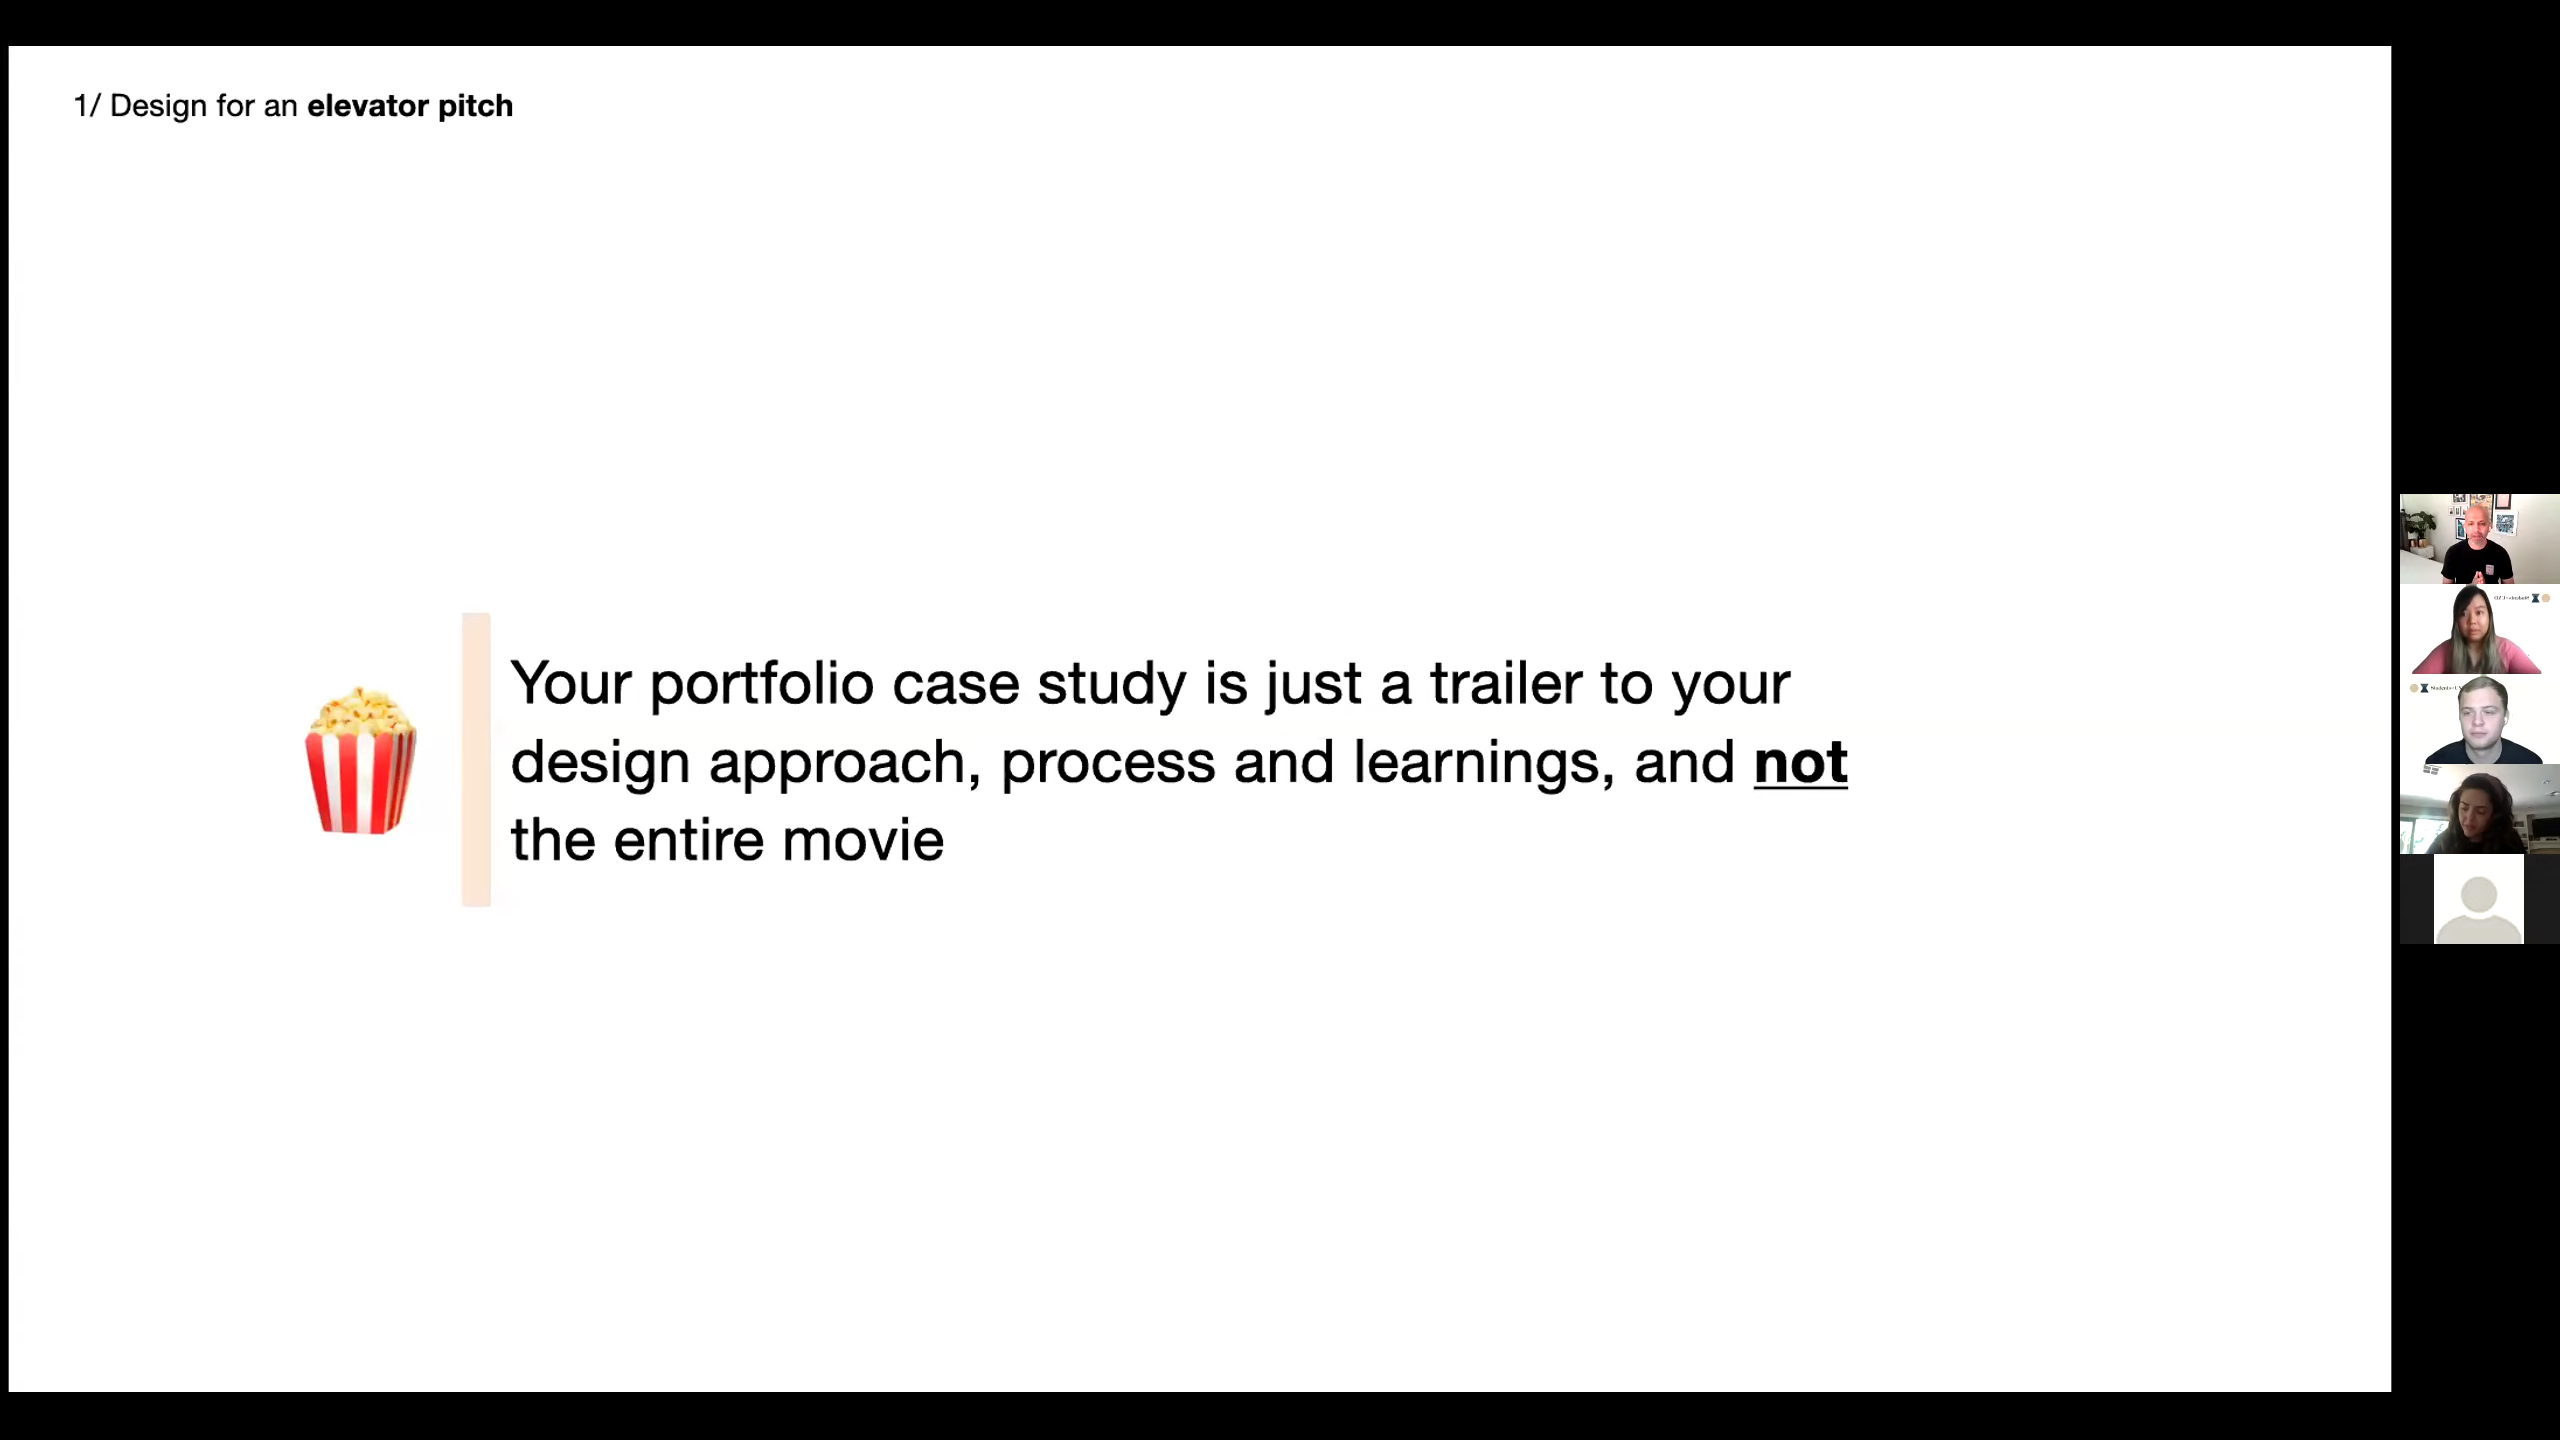 1/ Design for an elevator pitch
Your portfolio case study is just a trailer to your
design approach, process and learnings, and not
the entire movie